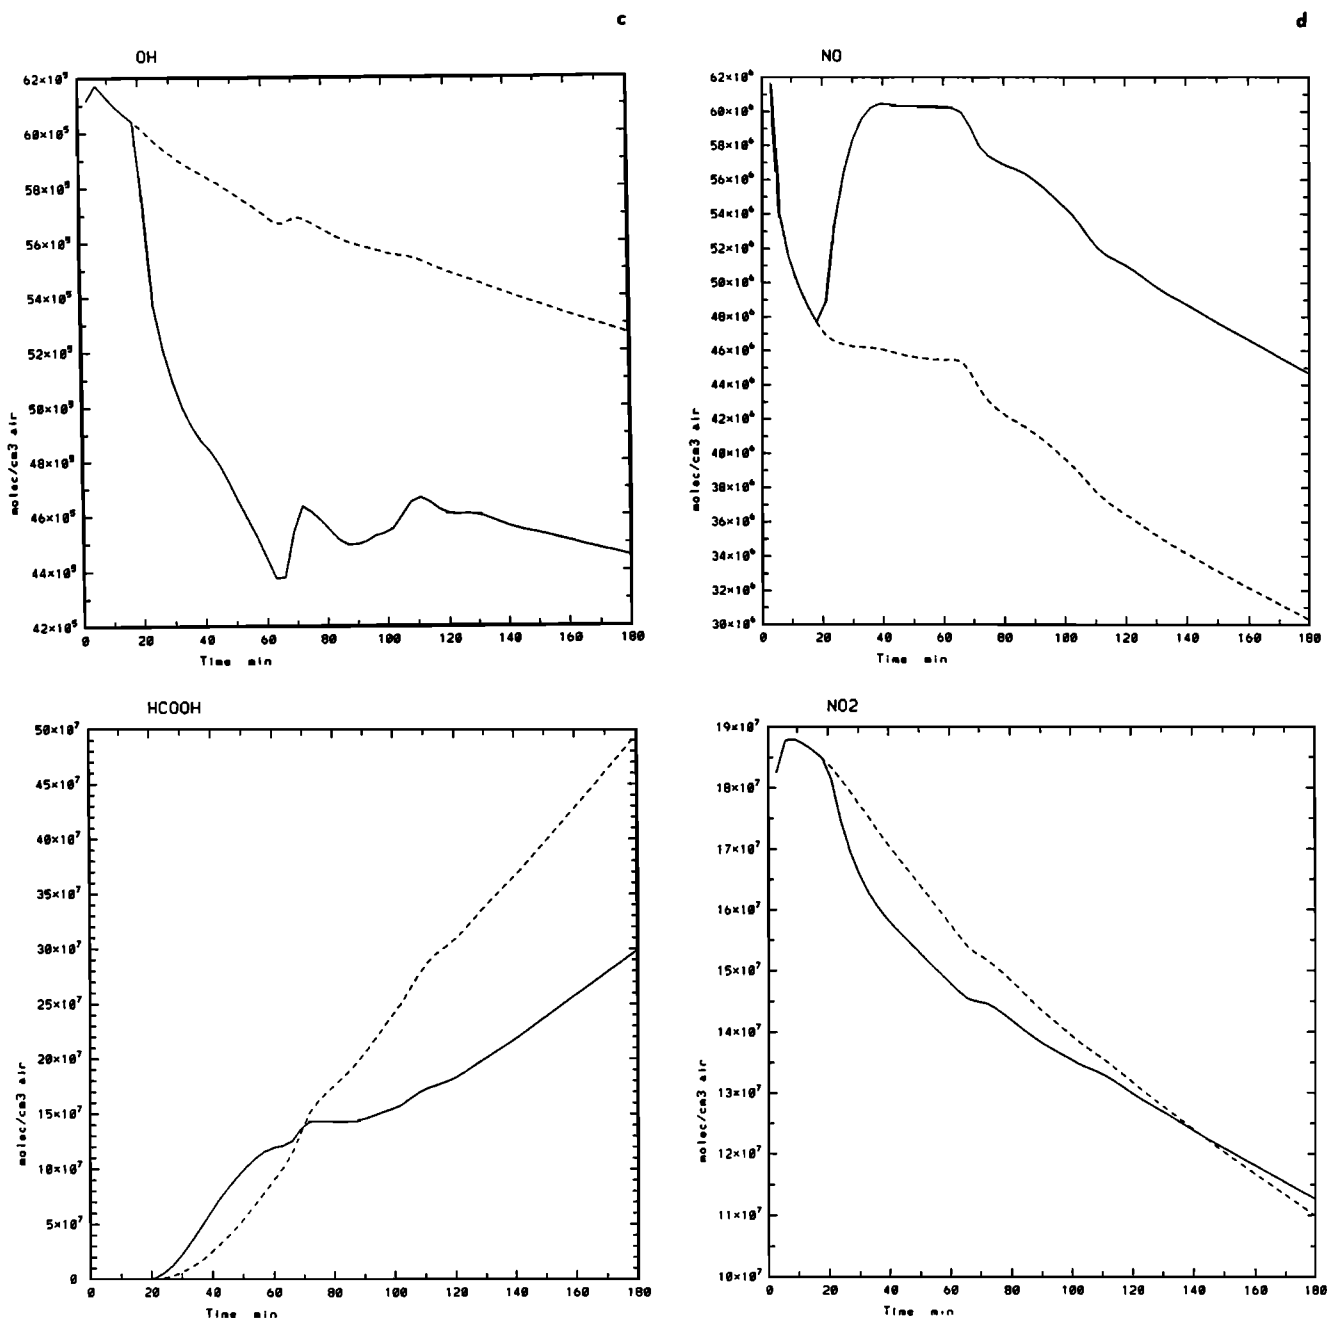 c
d
OH
62×10⁵
60×10⁵
58×10⁵
56×10⁵
54×10⁵
52×10⁵
50×10⁵
48×10⁵
46×10⁵
44×10⁵
42×10⁵
molec/cm3 air
0 20 40 60 80 100 120 140 160 180
Time min
NO
62×10⁶
60×10⁶
58×10⁶
56×10⁶
54×10⁶
52×10⁶
50×10⁶
48×10⁶
46×10⁶
44×10⁶
42×10⁶
40×10⁶
38×10⁶
36×10⁶
34×10⁶
32×10⁶
30×10⁶
molec/cm3 air
0 20 40 60 80 100 120 140 160 180
Time min
HCOOH
50×10⁷
45×10⁷
40×10⁷
35×10⁷
30×10⁷
25×10⁷
20×10⁷
15×10⁷
10×10⁷
5×10⁷
0
molec/cm3 air
0 20 40 60 80 100 120 140 160 180
Time min
NO2
19×10⁷
18×10⁷
17×10⁷
16×10⁷
15×10⁷
14×10⁷
13×10⁷
12×10⁷
11×10⁷
10×10⁷
molec/cm3 air
0 20 40 60 80 100 120 140 160 180
Time min